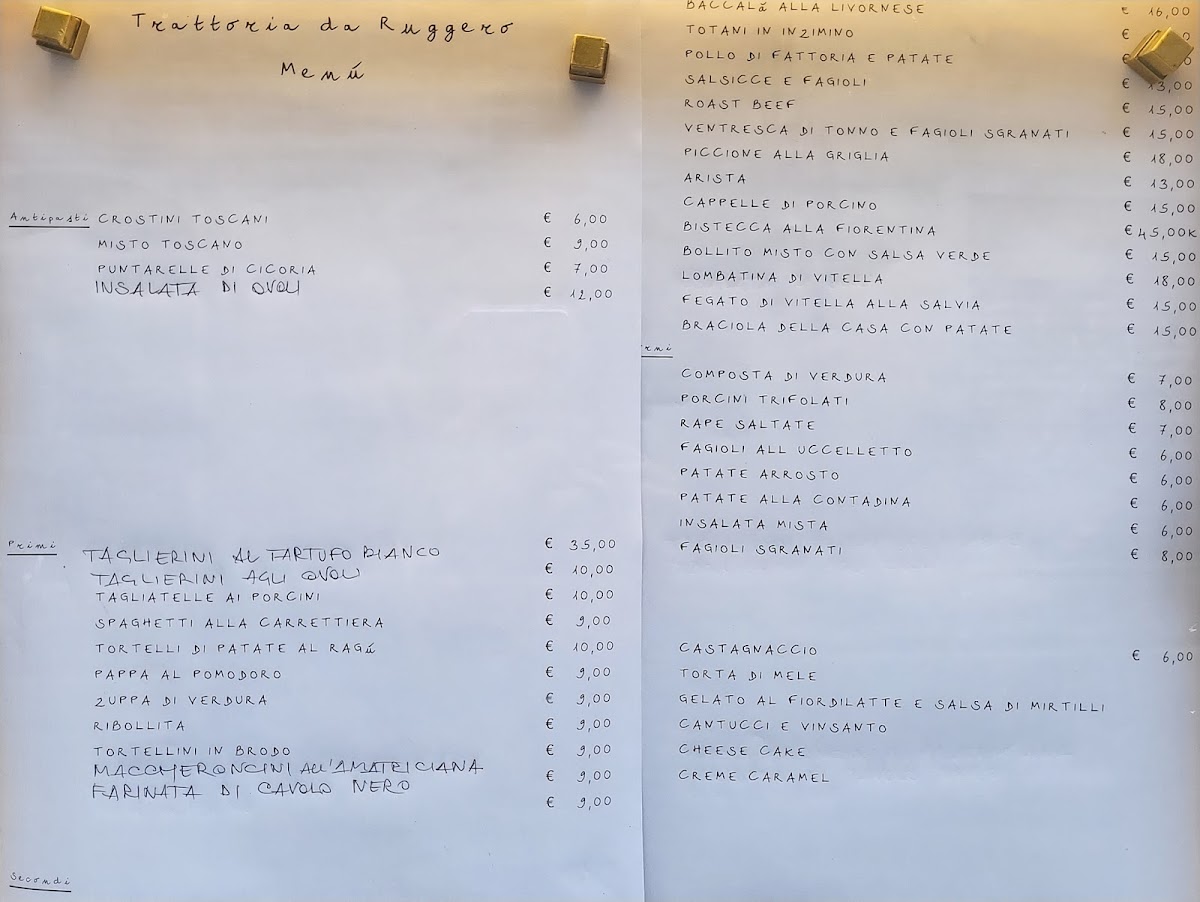 Trattoria da Ruggero
Menú
Antipasti CROSTINI TOSCANI € 6,00
MISTO TOSCANO € 9,00
PUNTARELLE DI CICORIA € 7,00
INSALATA DI OVOLI € 12,00
Primi TAGLIERINI AL TARTUFO BIANCO € 35,00
TAGLIERINI AGLI OVOLI € 10,00
TAGLIATELLE AI PORCINI € 10,00
SPAGHETTI ALLA CARRETTIERA € 9,00
TORTELLI DI PATATE AL RAGÚ € 10,00
PAPPA AL POMODORO € 9,00
ZUPPA DI VERDURA € 9,00
RIBOLLITA € 9,00
TORTELLINI IN BRODO € 9,00
MACCHERONCINI ALL'AMATRICIANA € 9,00
FARINATA DI CAVOLO NERO € 9,00
Secondi
BACCALÁ ALLA LIVORNESE € 16,00
TOTANI IN INZIMINO €
POLLO DI FATTORIA E PATATE €
SALSICCE E FAGIOLI € 13,00
ROAST BEEF € 15,00
VENTRESCA DI TONNO E FAGIOLI SGRANATI € 15,00
PICCIONE ALLA GRIGLIA € 18,00
ARISTA € 13,00
CAPPELLE DI PORCINO € 15,00
BISTECCA ALLA FIORENTINA € 45,00K
BOLLITO MISTO CON SALSA VERDE € 15,00
LOMBATINA DI VITELLA € 18,00
FEGATO DI VITELLA ALLA SALVIA € 15,00
BRACIOLA DELLA CASA CON PATATE € 15,00
rni
COMPOSTA DI VERDURA € 7,00
PORCINI TRIFOLATI € 8,00
RAPE SALTATE € 7,00
FAGIOLI ALL UCCELLETTO € 6,00
PATATE ARROSTO € 6,00
PATATE ALLA CONTADINA € 6,00
INSALATA MISTA € 6,00
FAGIOLI SGRANATI € 8,00
CASTAGNACCIO € 6,00
TORTA DI MELE
GELATO AL FIORDILATTE E SALSA DI MIRTILLI
CANTUCCI E VINSANTO
CHEESE CAKE
CREME CARAMEL